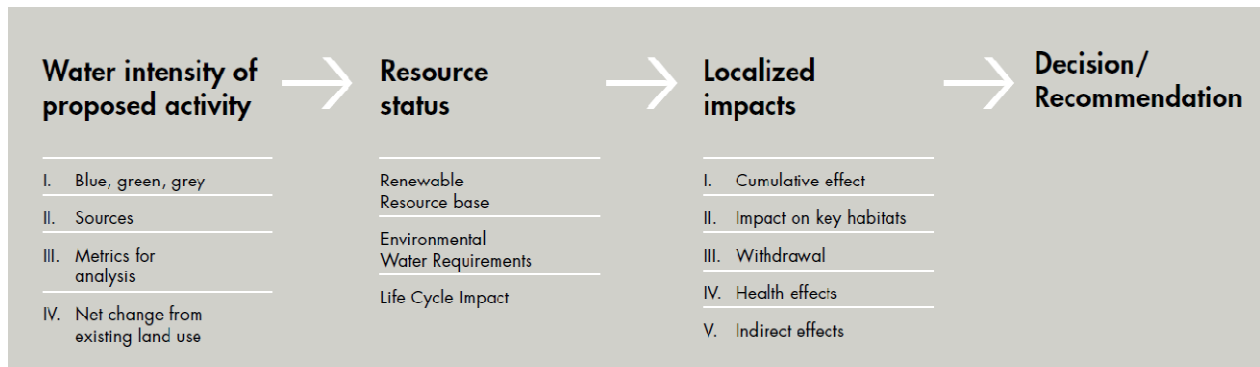 Water intensity of
proposed activity
I. Blue, green, grey
II. Sources
III. Metrics for
analysis
IV. Net change from
existing land use
Resource
status
Renewable
Resource base
Environmental
Water Requirements
Life Cycle Impact
Localized
impacts
I. Cumulative effect
II. Impact on key habitats
III. Withdrawal
IV. Health effects
V. Indirect effects
Decision/
Recommendation